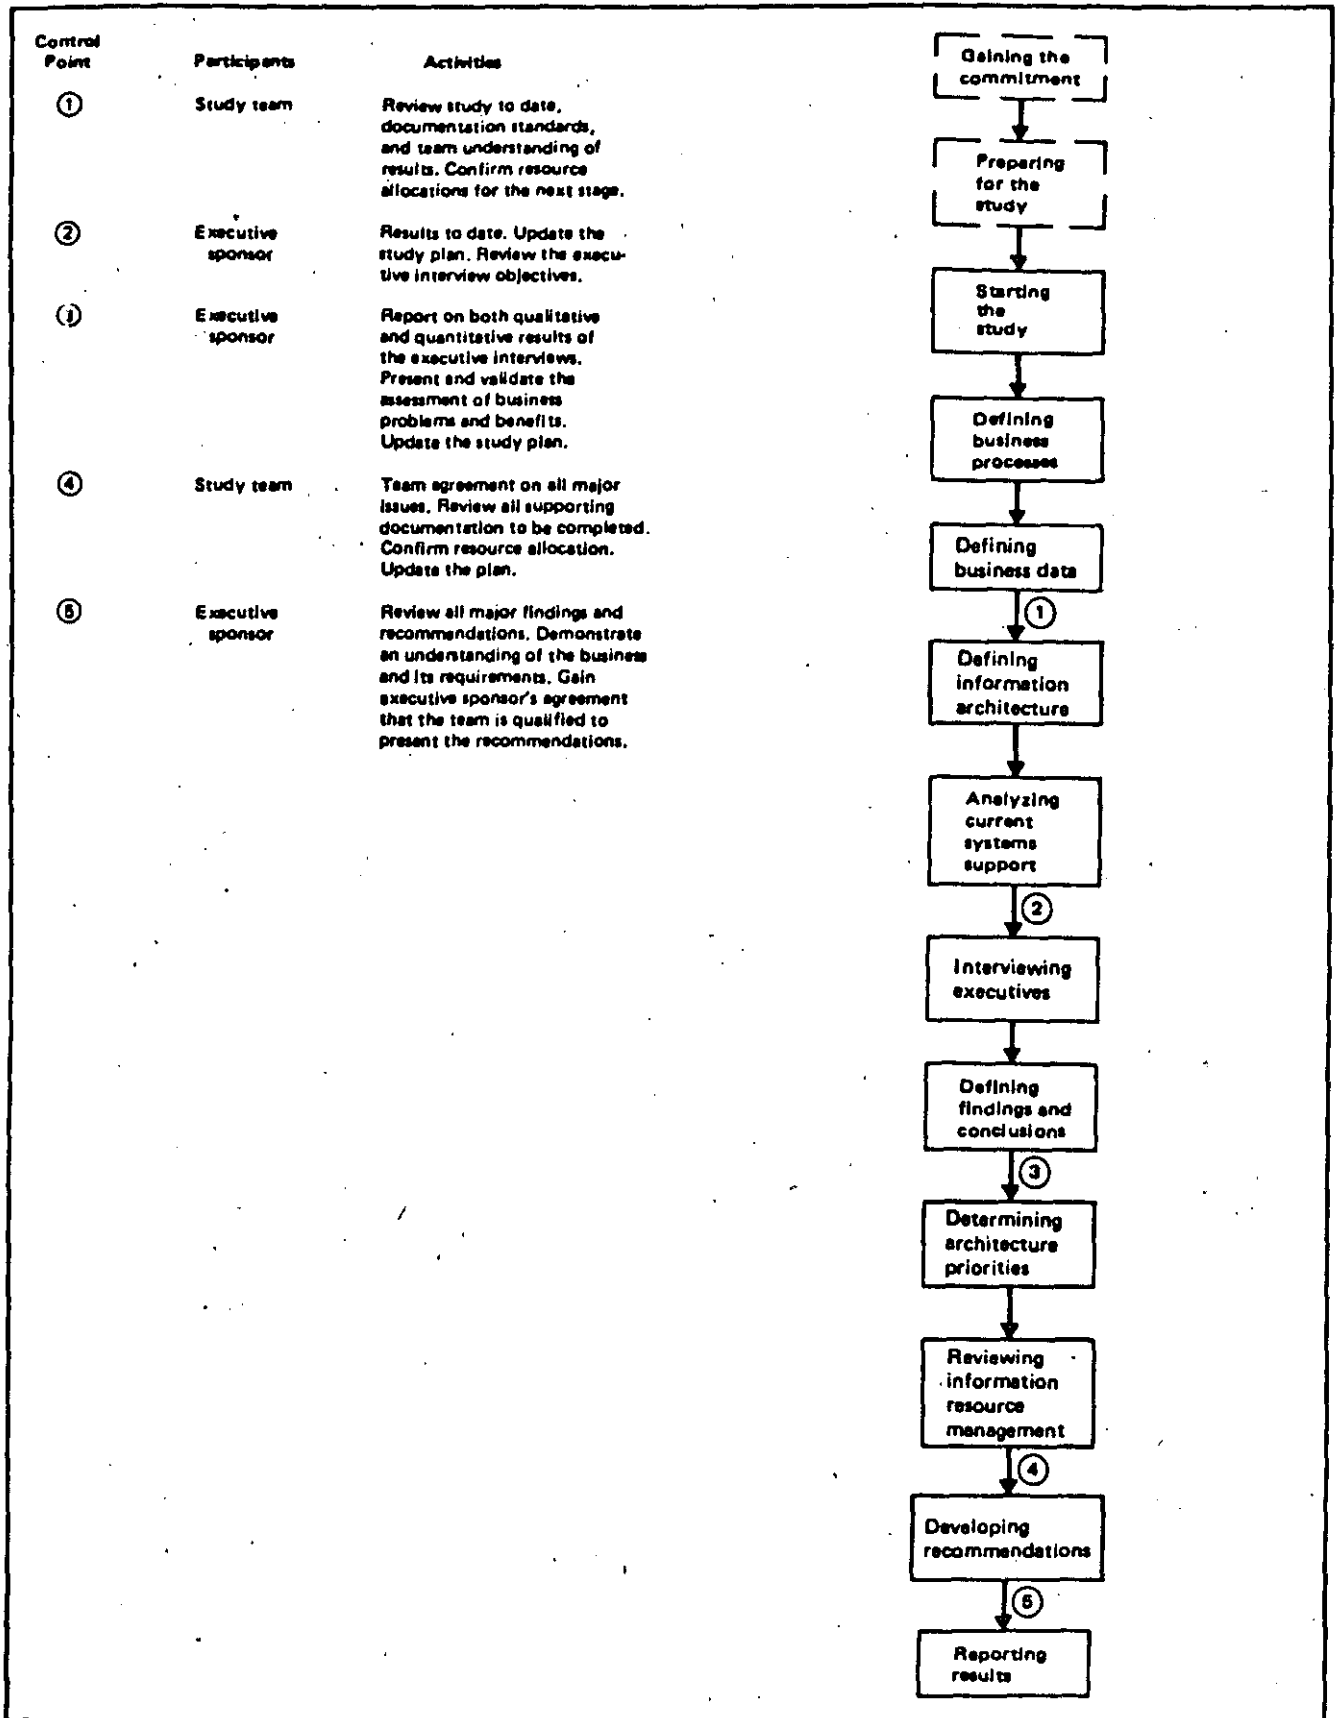 Control
Point
Participants
Activities
①
Study team
Review study to date,
documentation standards,
and team understanding of
results. Confirm resource
allocations for the next stage.
②
Executive
sponsor
Results to date. Update the
study plan. Review the execu-
tive interview objectives.
③
Executive
sponsor
Report on both qualitative
and quantitative results of
the executive interviews.
Present and validate the
assessment of business
problems and benefits.
Update the study plan.
④
Study team
Team agreement on all major
issues. Review all supporting
documentation to be completed.
Confirm resource allocation.
Update the plan.
⑤
Executive
sponsor
Review all major findings and
recommendations. Demonstrate
an understanding of the business
and its requirements. Gain
executive sponsor's agreement
that the team is qualified to
present the recommendations.
Gaining the
commitment
Preparing
for the
study
Starting
the
study
Defining
business
processes
Defining
business data
①
Defining
information
architecture
Analyzing
current
systems
support
②
Interviewing
executives
Defining
findings and
conclusions
③
Determining
architecture
priorities
Reviewing
information
resource
management
④
Developing
recommendations
⑤
Reporting
results